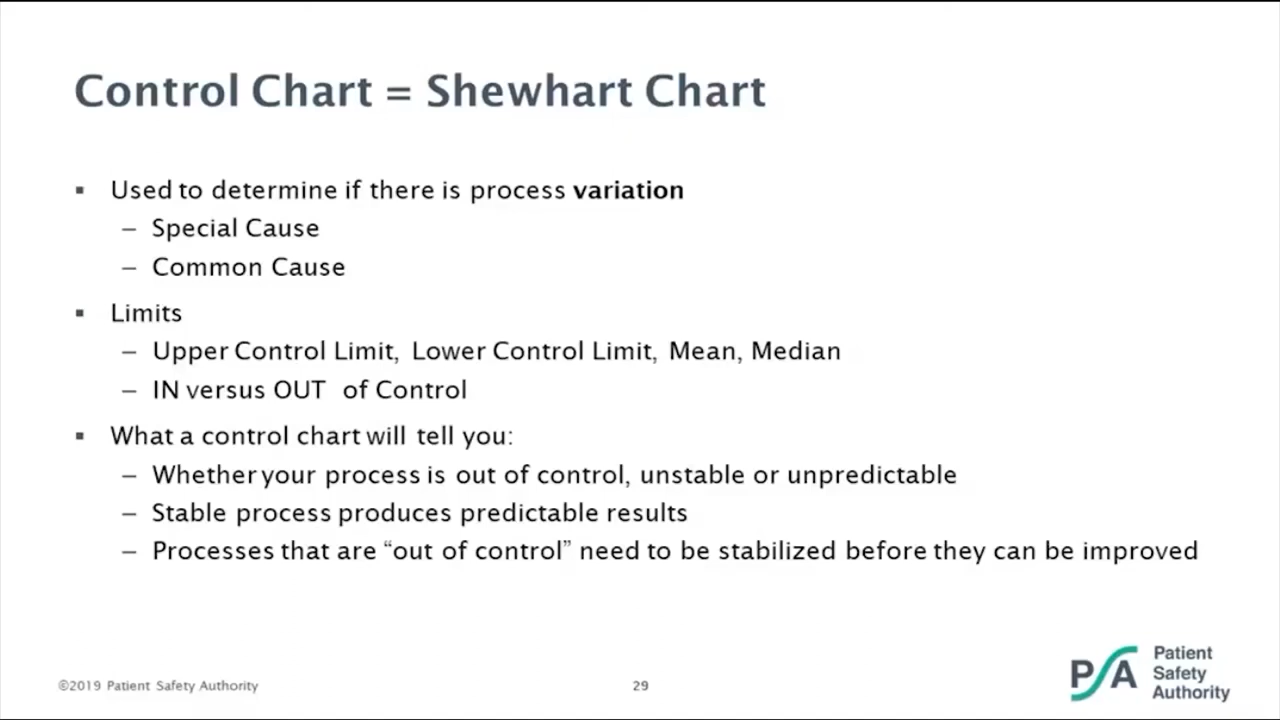 Control Chart = Shewhart Chart
▪ Used to determine if there is process variation
– Special Cause
– Common Cause
▪ Limits
– Upper Control Limit, Lower Control Limit, Mean, Median
– IN versus OUT of Control
▪ What a control chart will tell you:
– Whether your process is out of control, unstable or unpredictable
– Stable process produces predictable results
– Processes that are “out of control” need to be stabilized before they can be improved
©2019 Patient Safety Authority
29
PSA
Patient
Safety
Authority